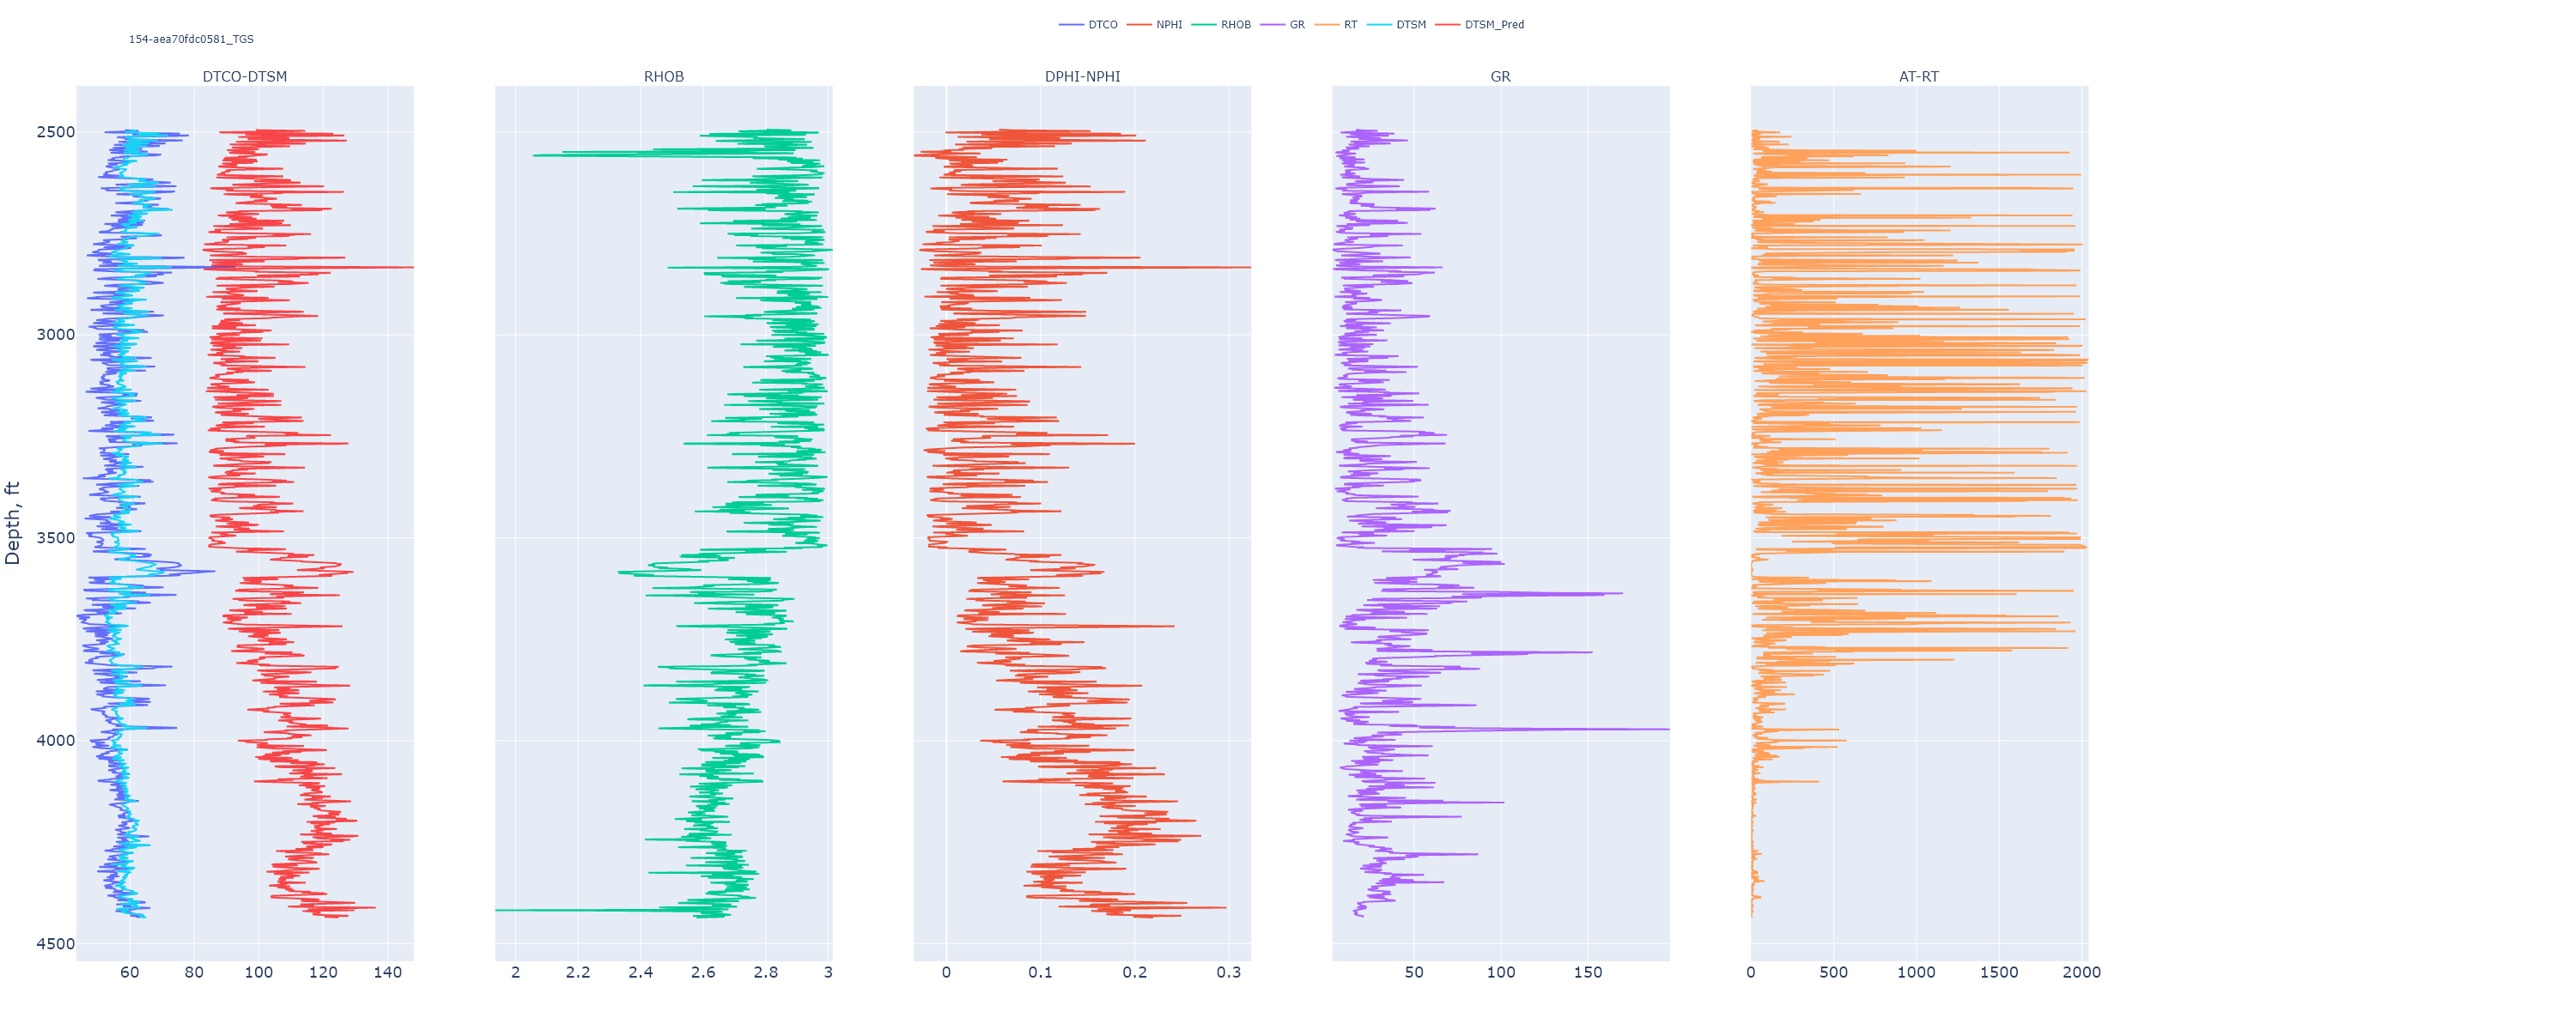 DTCO NPHI RHOB GR RT DTSM DTSM_Pred
154-aea70fdc0581_TGS
DTCO-DTSM RHOB DPHI-NPHI GR AT-RT
Depth, ft
2500
3000
3500
4000
4500
60 80 100 120 140 2 2.2 2.4 2.6 2.8 3 0 0.1 0.2 0.3 50 100 150 0 500 1000 1500 2000